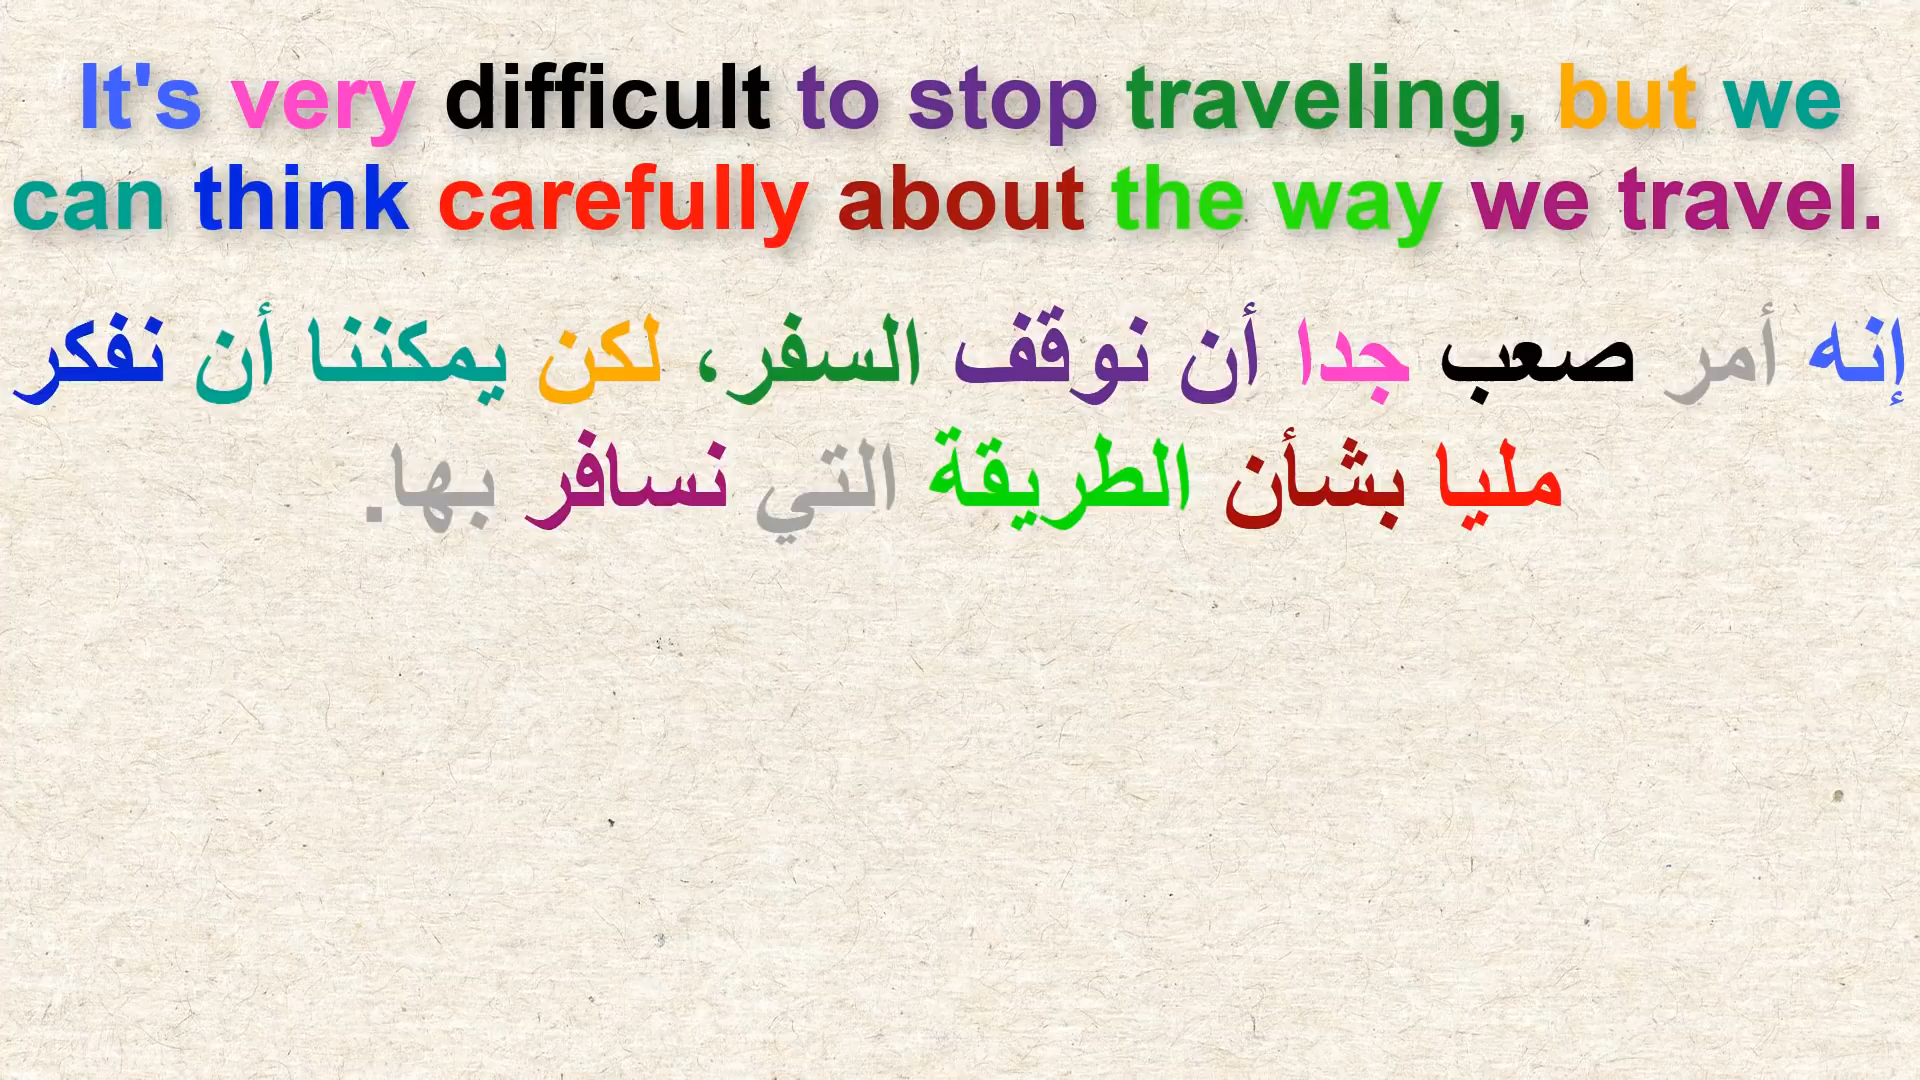 It's very difficult to stop traveling, but we
can think carefully about the way we travel.
إنه أمر صعب جدا أن نوقف السفر، لكن يمكننا أن نفكر
مليا بشأن الطريقة التي نسافر بها.